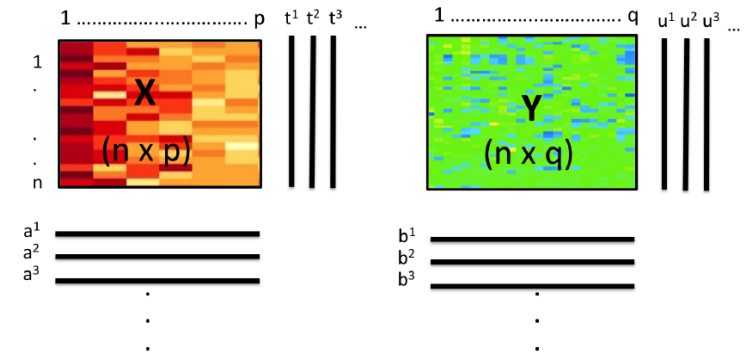 1 .................................. p t¹ t² t³ ...
1 .................................. q u¹ u² u³ ...
1
.
.
.
n
X
(n x p)
Y
(n x q)
a¹
a²
a³
.
.
.
b¹
b²
b³
.
.
.